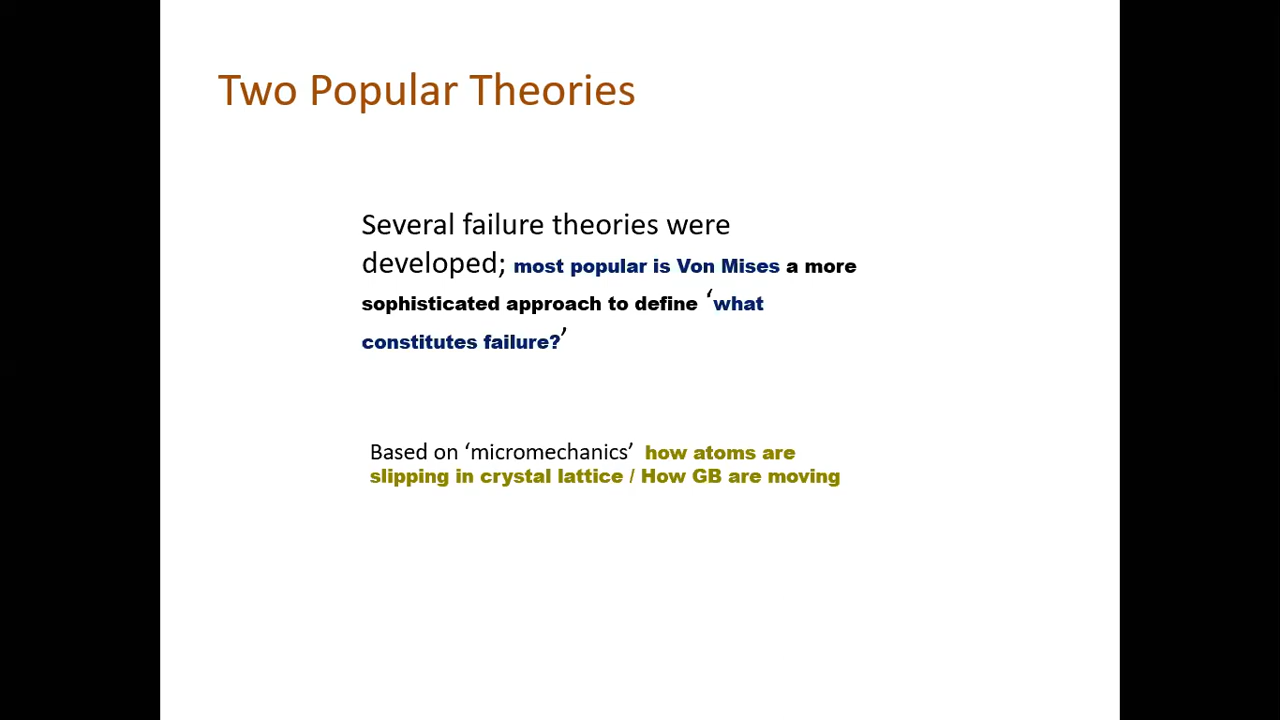 Two Popular Theories
Several failure theories were
developed; most popular is Von Mises a more
sophisticated approach to define ‘what
constitutes failure?’
Based on ‘micromechanics’ how atoms are
slipping in crystal lattice / How GB are moving